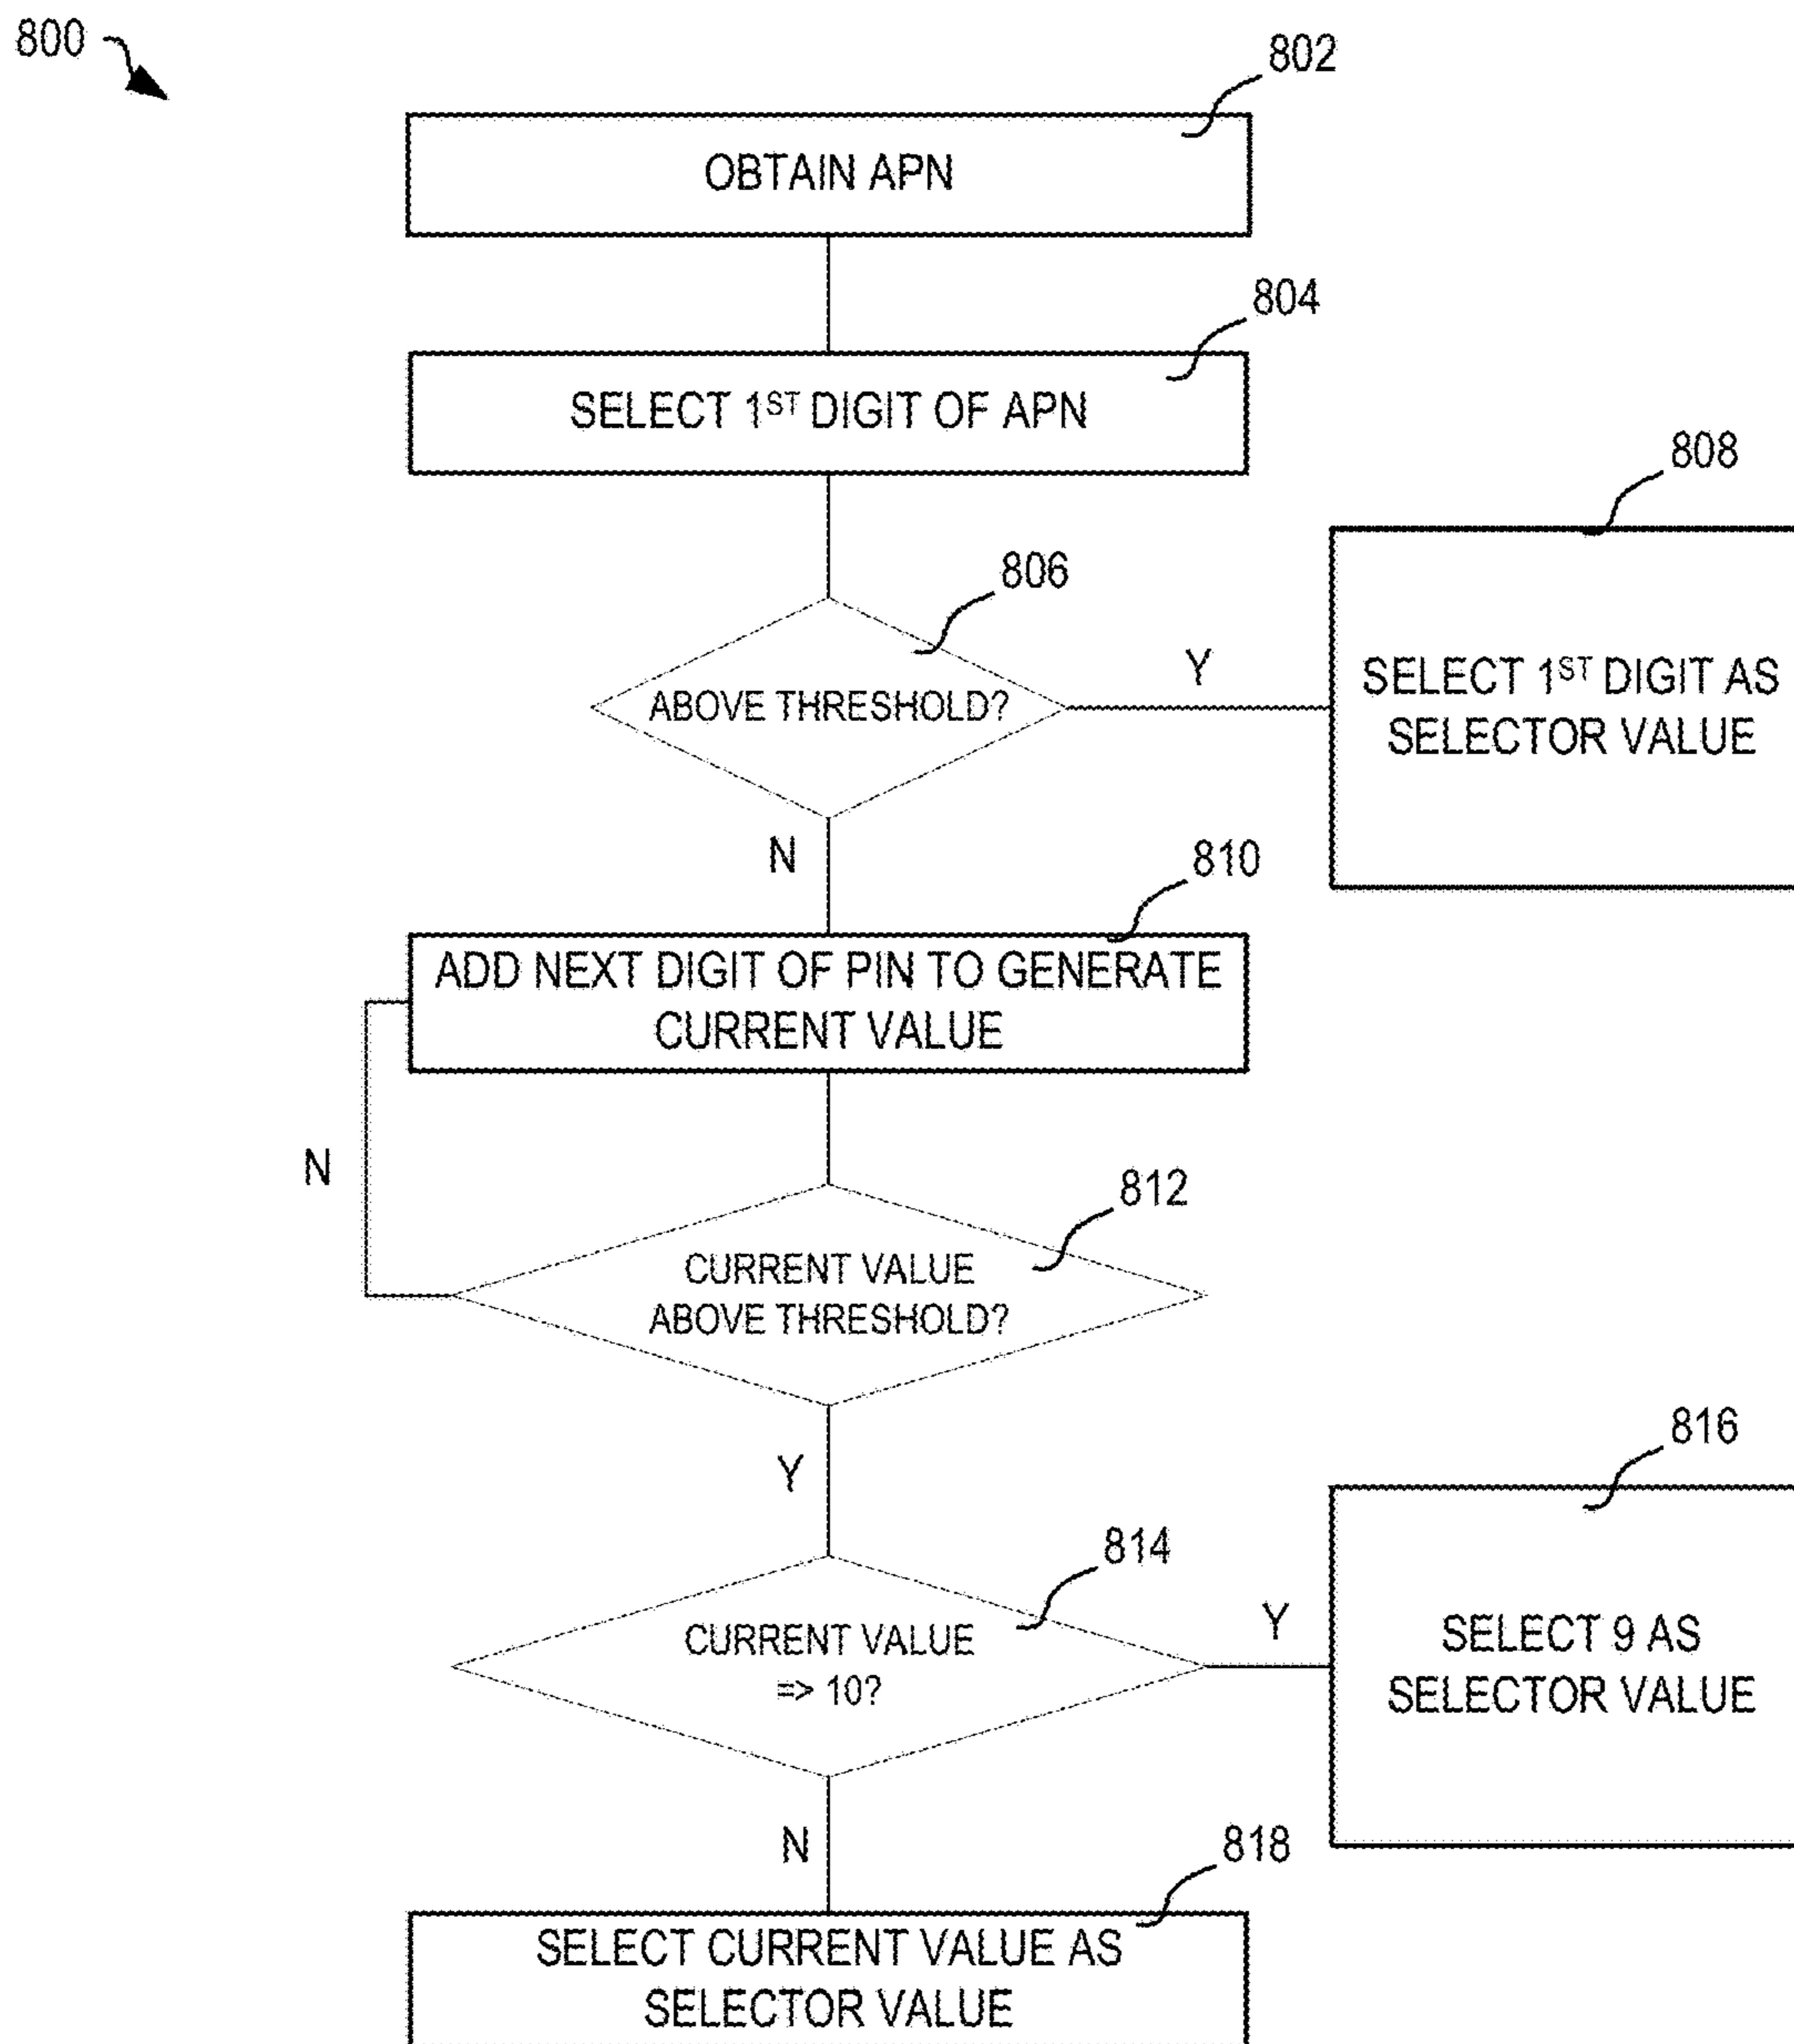 800
802
OBTAIN APN
804
SELECT 1ST DIGIT OF APN
808
806
ABOVE THRESHOLD?
Y
SELECT 1ST DIGIT AS
SELECTOR VALUE
N
810
ADD NEXT DIGIT OF PIN TO GENERATE
CURRENT VALUE
N
812
CURRENT VALUE
ABOVE THRESHOLD?
Y
816
814
CURRENT VALUE
=> 10?
Y
SELECT 9 AS
SELECTOR VALUE
N
818
SELECT CURRENT VALUE AS
SELECTOR VALUE